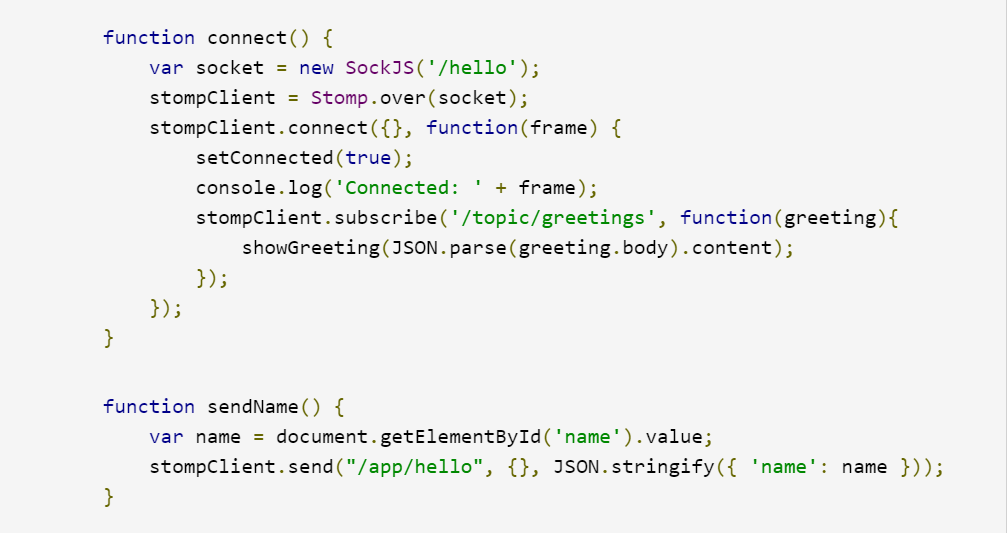 function connect() {
    var socket = new SockJS('/hello');
    stompClient = Stomp.over(socket);
    stompClient.connect({}, function(frame) {
        setConnected(true);
        console.log('Connected: ' + frame);
        stompClient.subscribe('/topic/greetings', function(greeting){
            showGreeting(JSON.parse(greeting.body).content);
        });
    });
}

function sendName() {
    var name = document.getElementById('name').value;
    stompClient.send("/app/hello", {}, JSON.stringify({ 'name': name }));
}